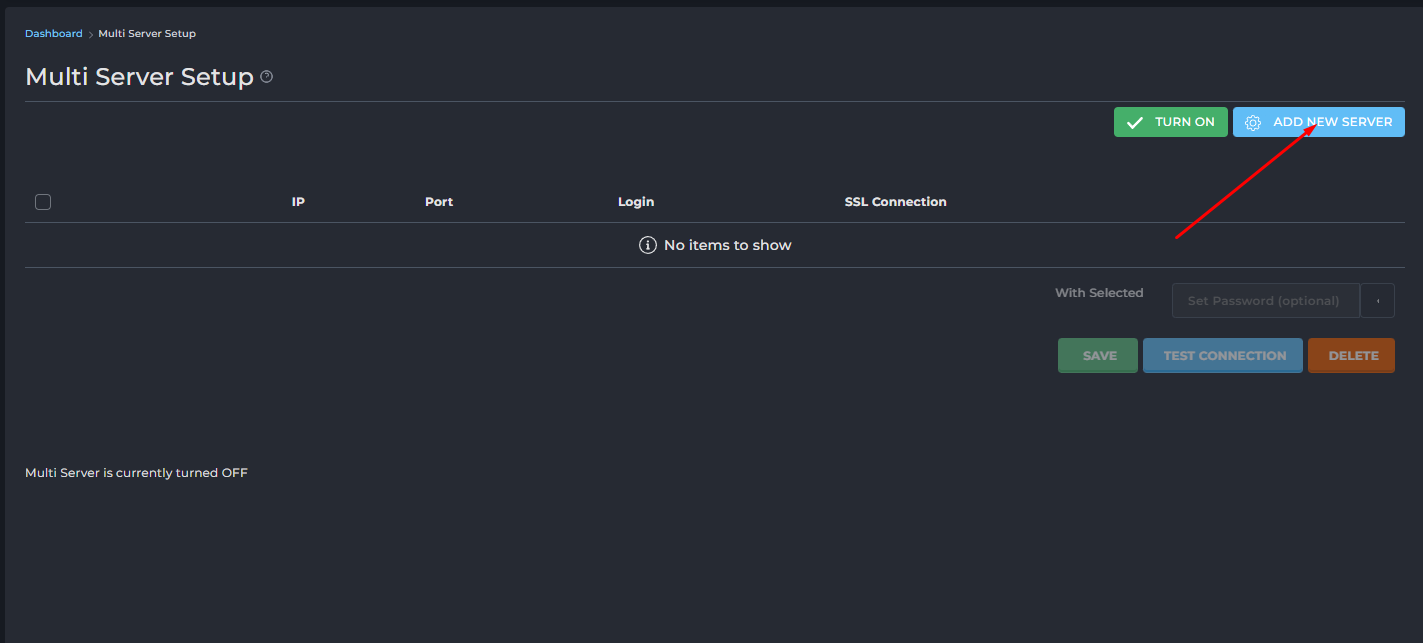 Dashboard > Multi Server Setup
Multi Server Setup
TURN ON ADD NEW SERVER
IP Port Login SSL Connection
No items to show
With Selected Set Password (optional)
SAVE TEST CONNECTION DELETE
Multi Server is currently turned OFF